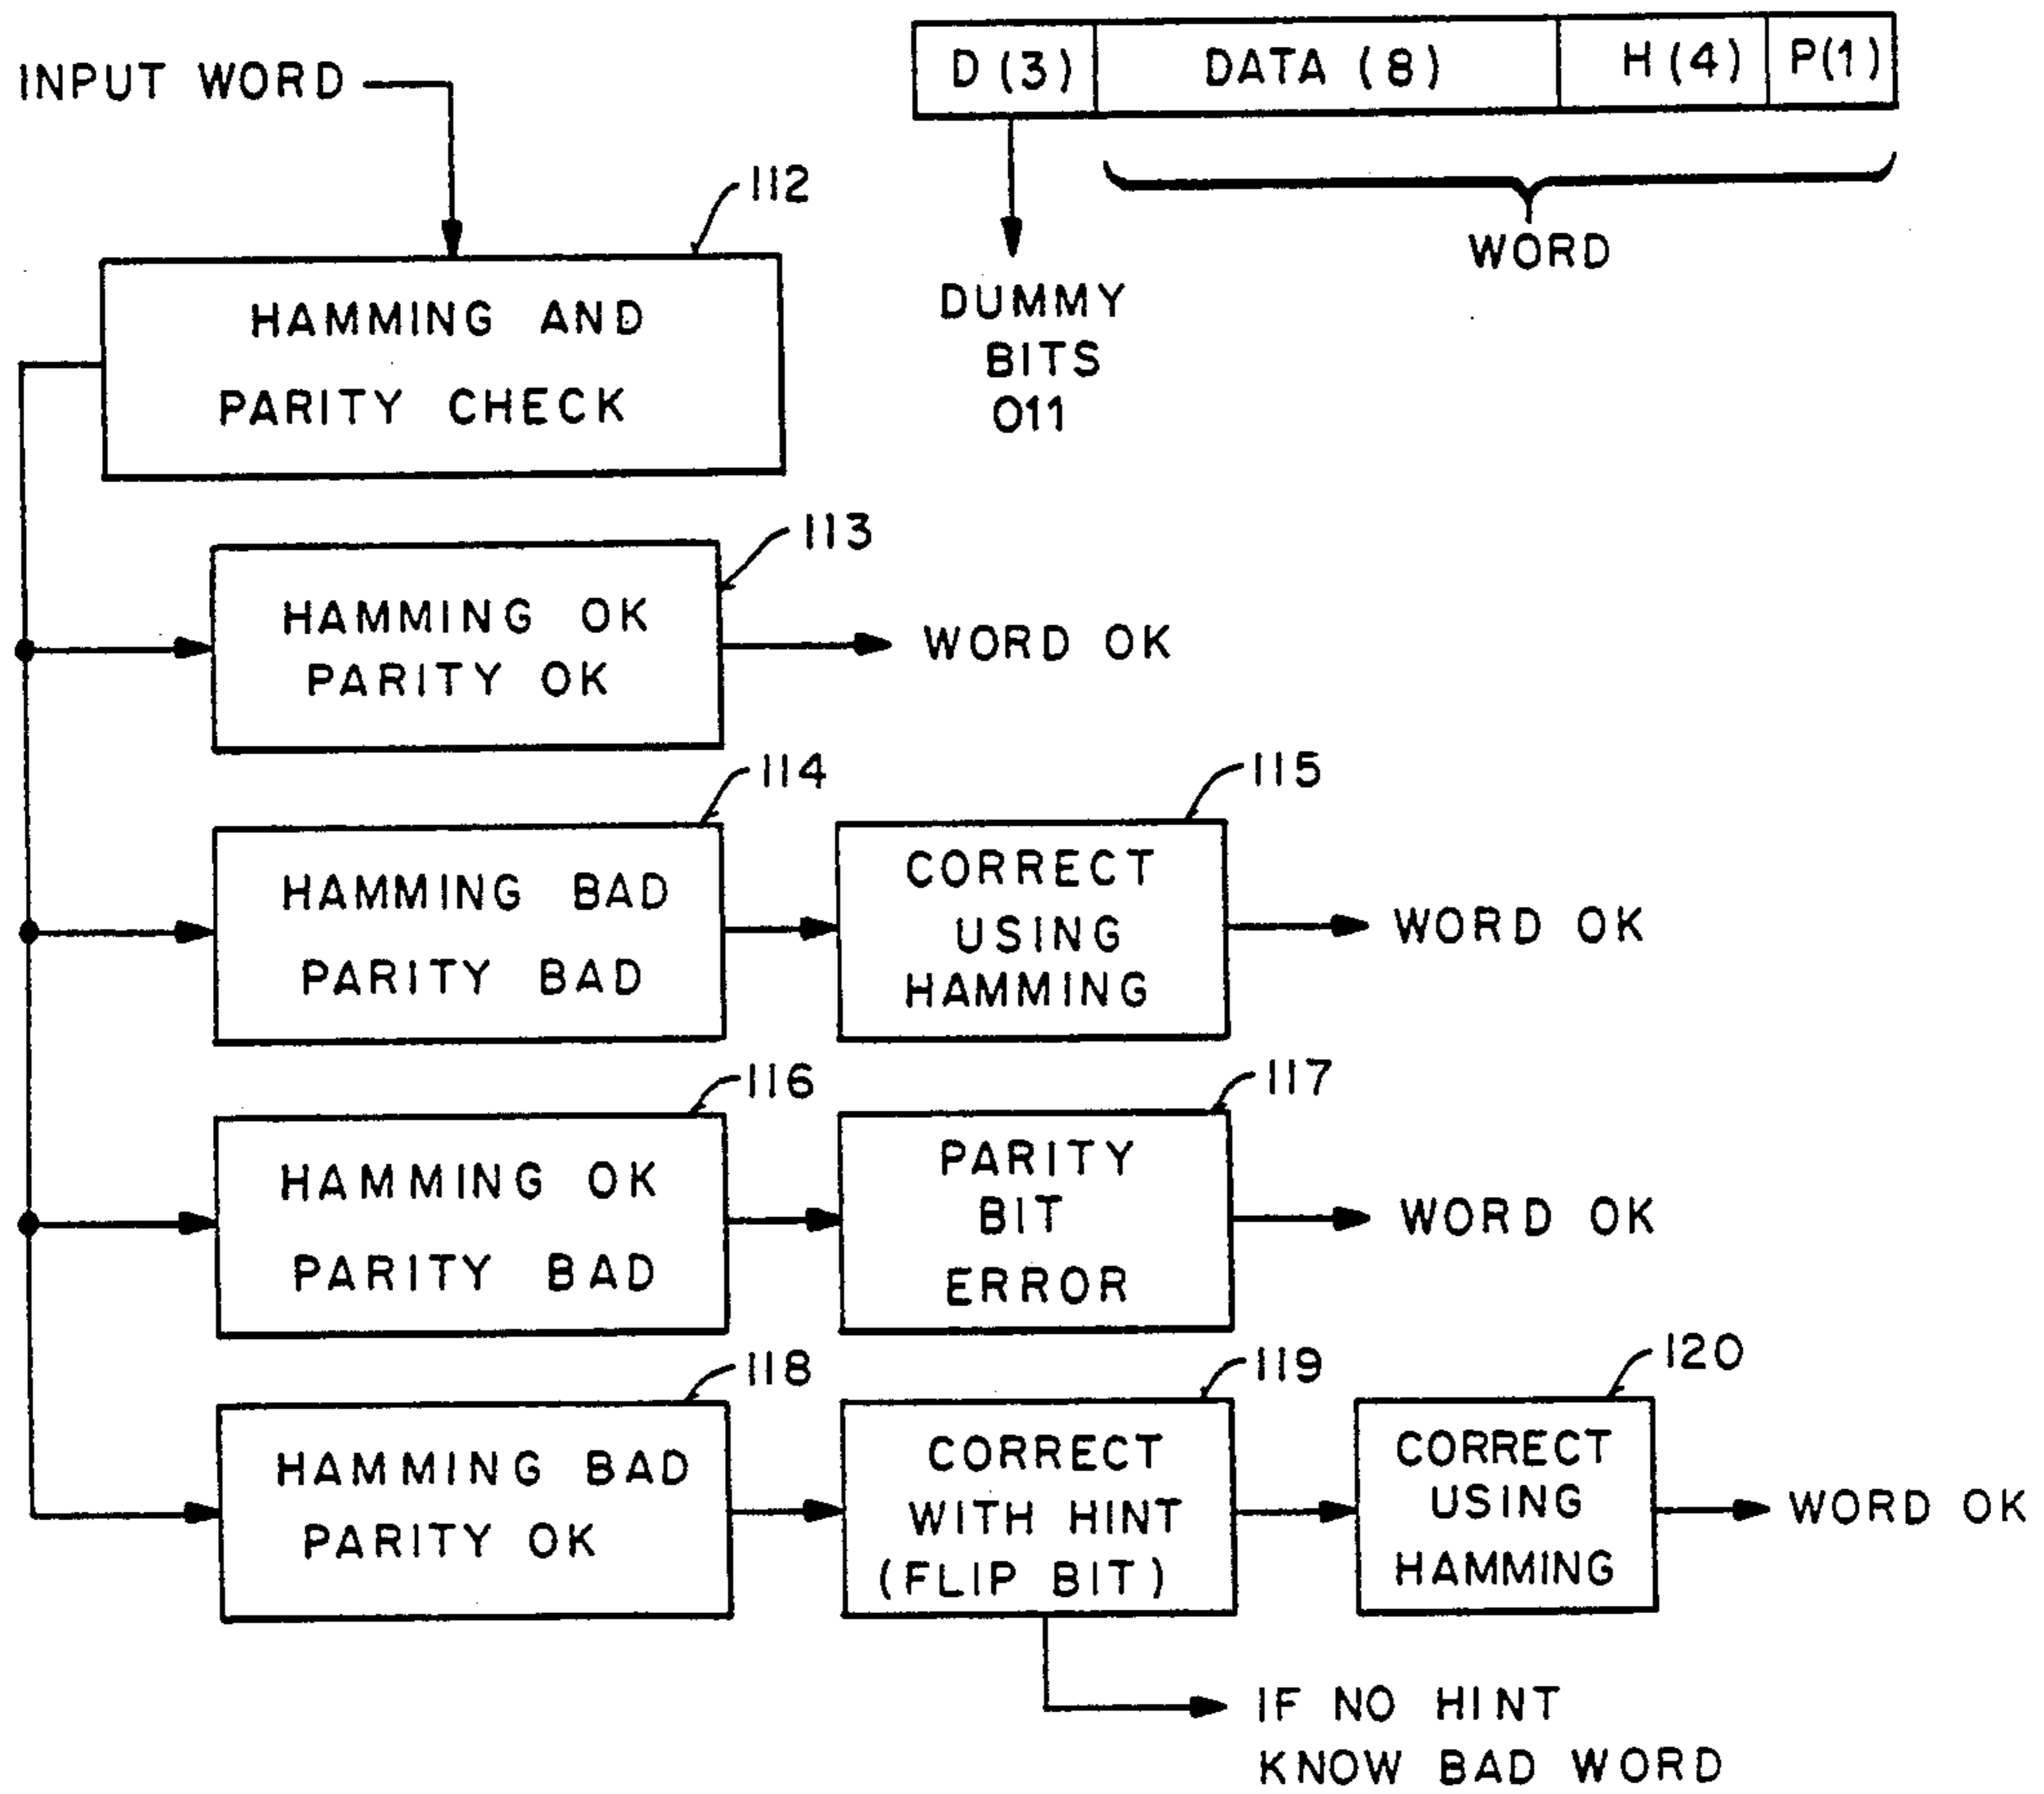 INPUT WORD
D (3) DATA (8) H (4) P(1)
WORD
DUMMY
BITS
011
112
HAMMING AND
PARITY CHECK
113
HAMMING OK
PARITY OK
WORD OK
114
HAMMING BAD
PARITY BAD
115
CORRECT
USING
HAMMING
WORD OK
116
HAMMING OK
PARITY BAD
117
PARITY
BIT
ERROR
WORD OK
118
HAMMING BAD
PARITY OK
119
CORRECT
WITH HINT
(FLIP BIT)
120
CORRECT
USING
HAMMING
WORD OK
IF NO HINT
KNOW BAD WORD